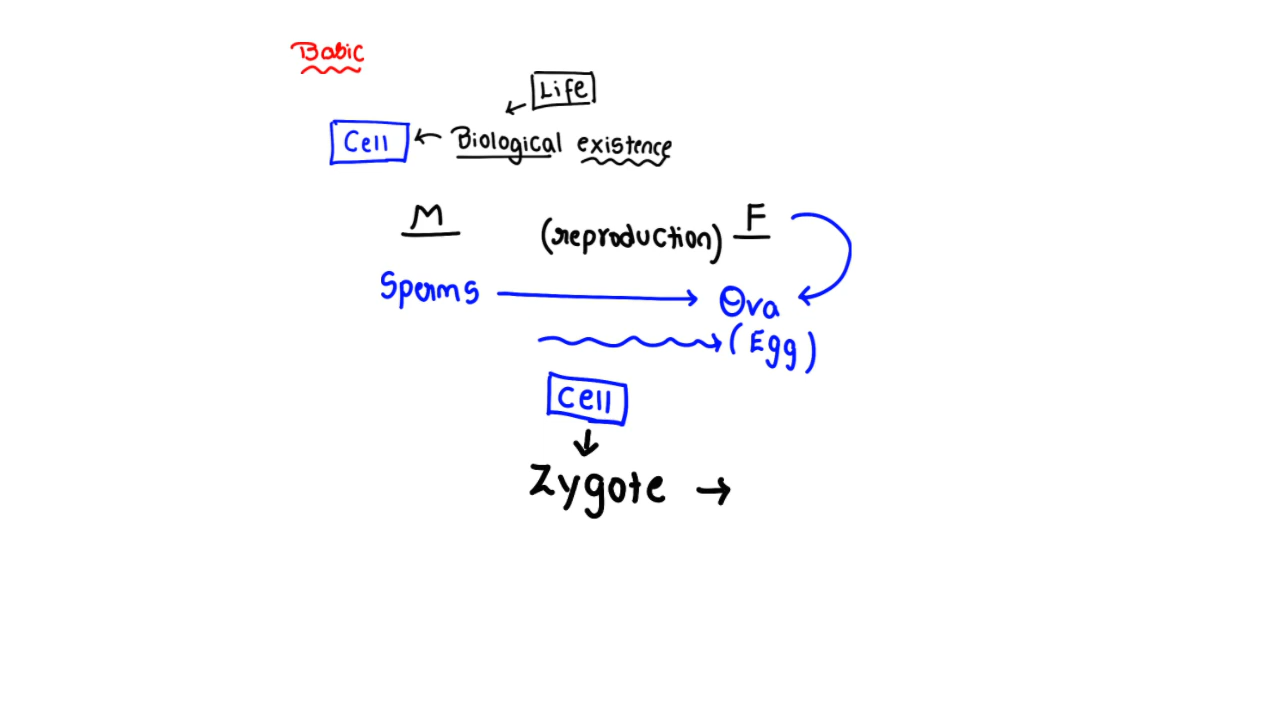 Basic
Life
Cell ← Biological existence
M (reproduction) F
Sperms → Ova
(Egg)
Cell
↓
Zygote →